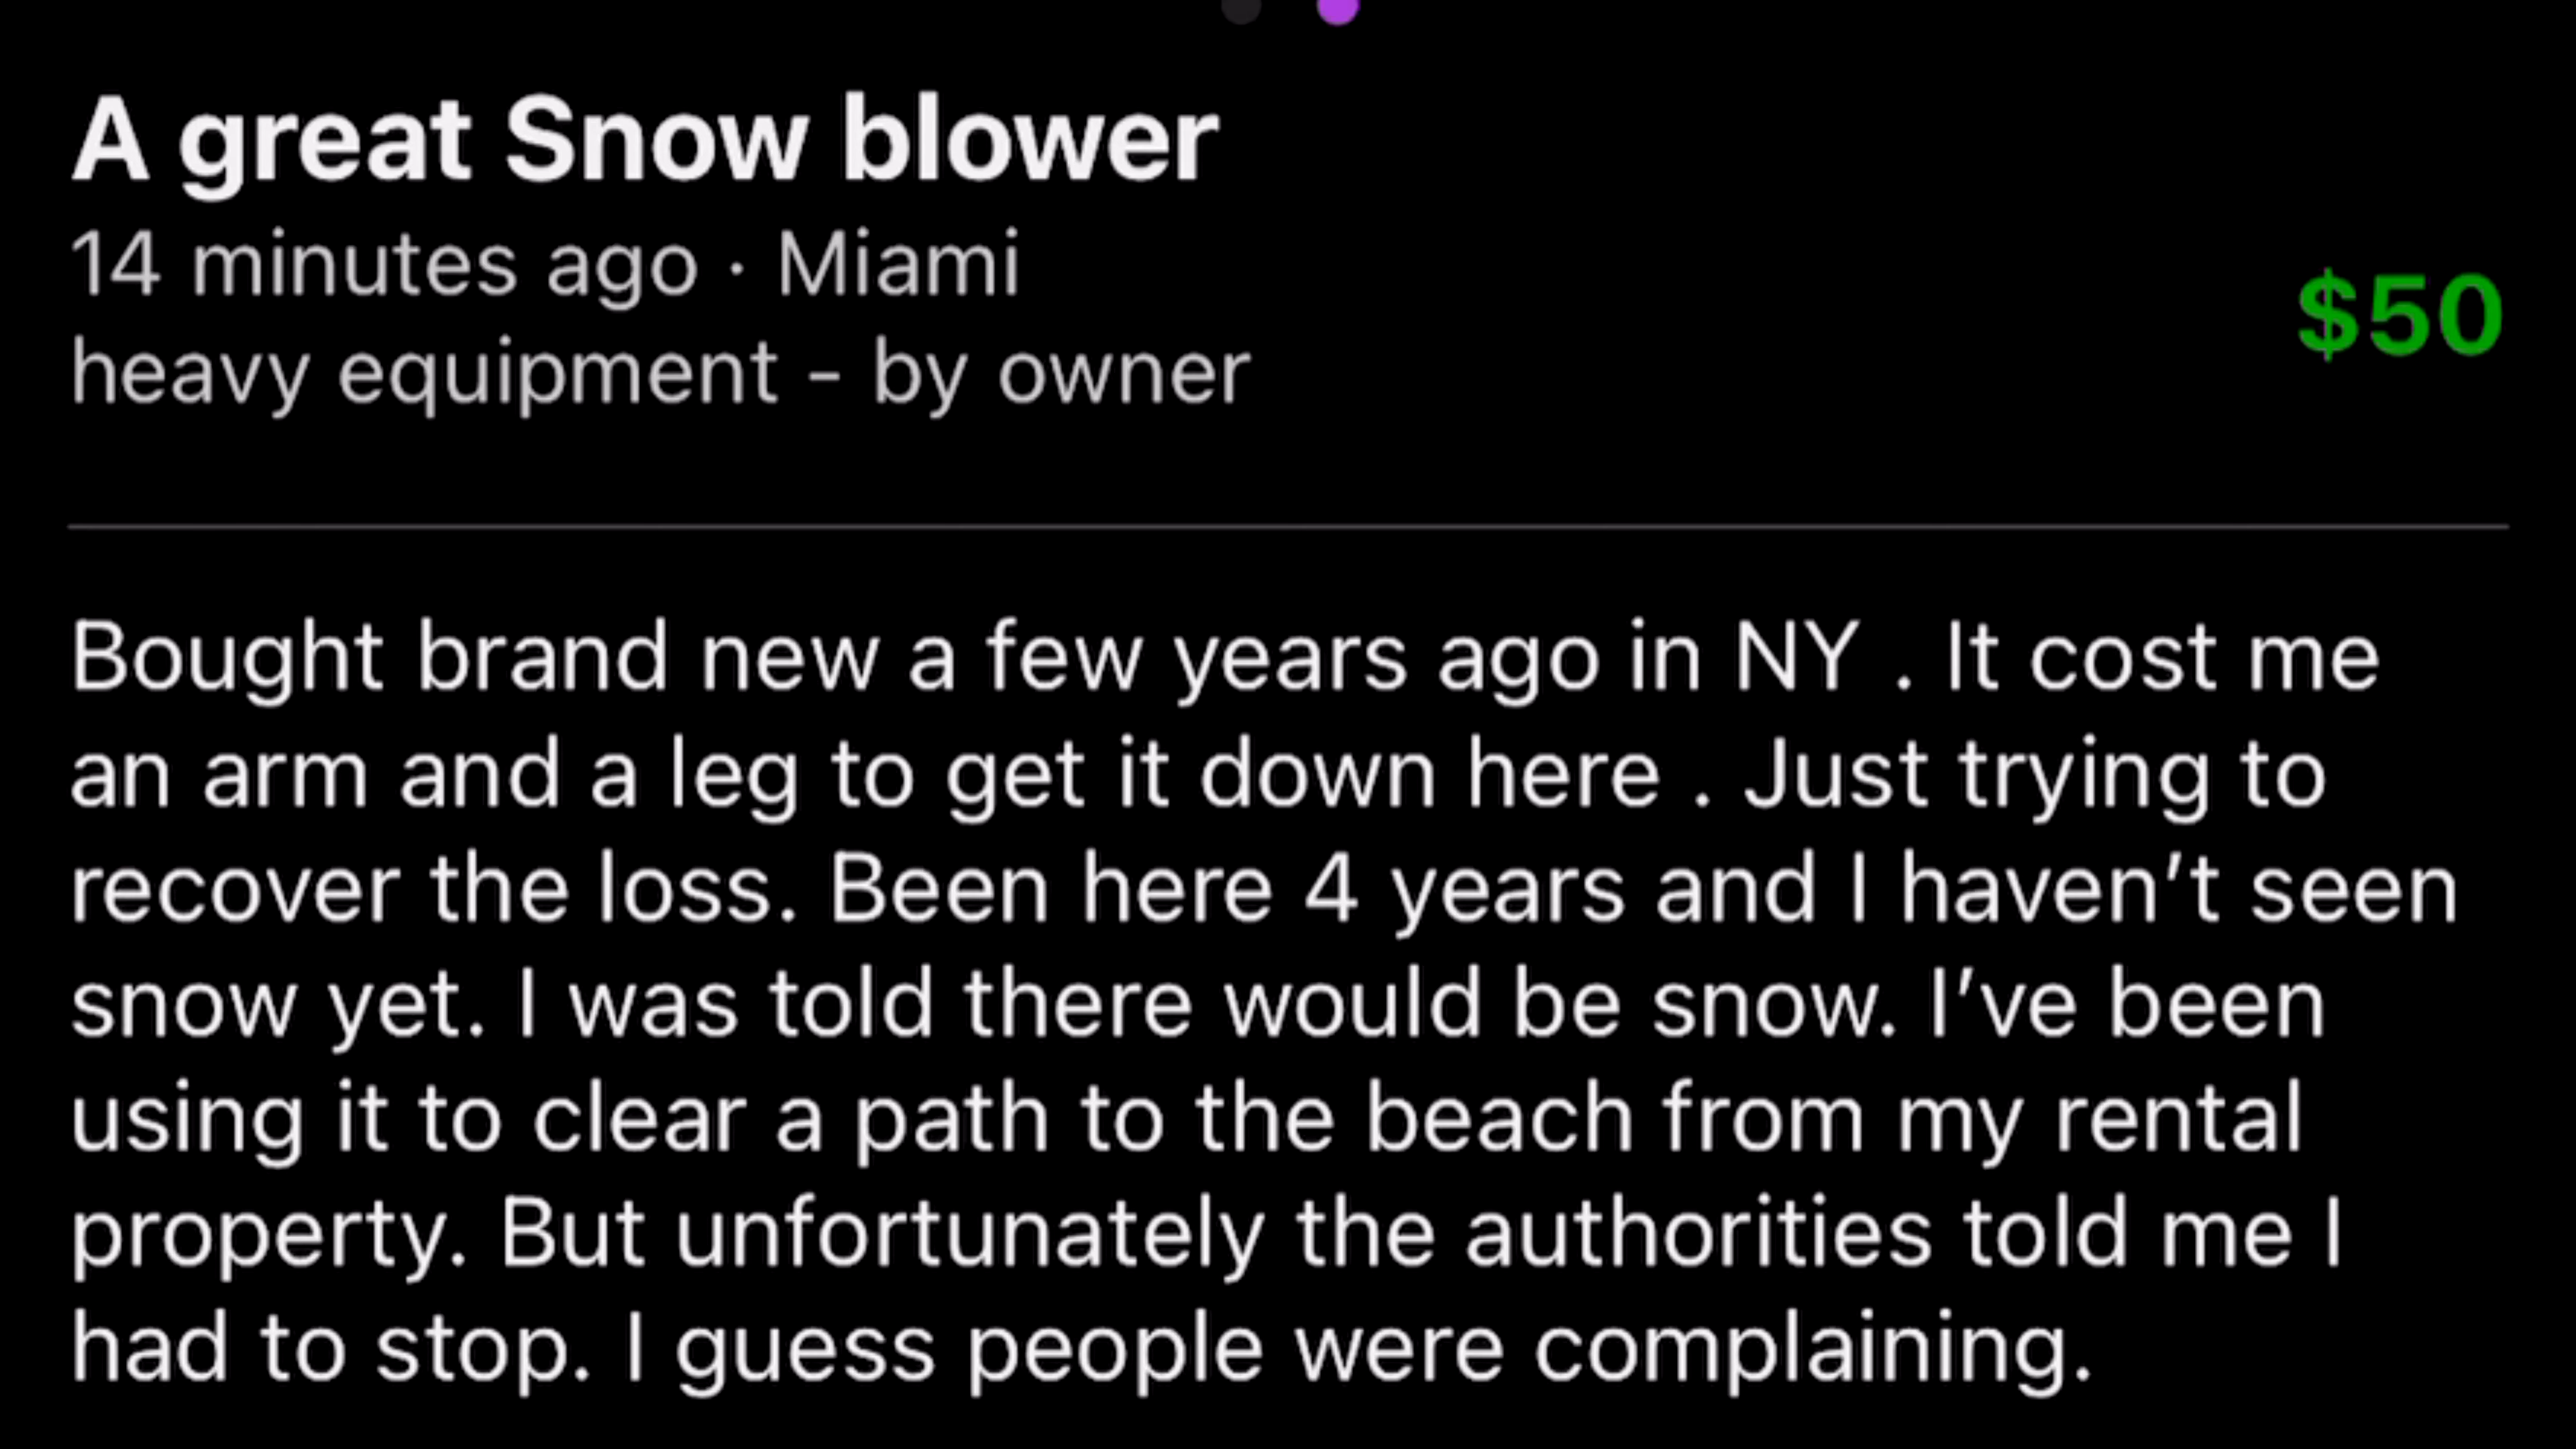 A great Snow blower
14 minutes ago · Miami
heavy equipment - by owner
$50
Bought brand new a few years ago in NY . It cost me
an arm and a leg to get it down here . Just trying to
recover the loss. Been here 4 years and I haven’t seen
snow yet. I was told there would be snow. I’ve been
using it to clear a path to the beach from my rental
property. But unfortunately the authorities told me I
had to stop. I guess people were complaining.